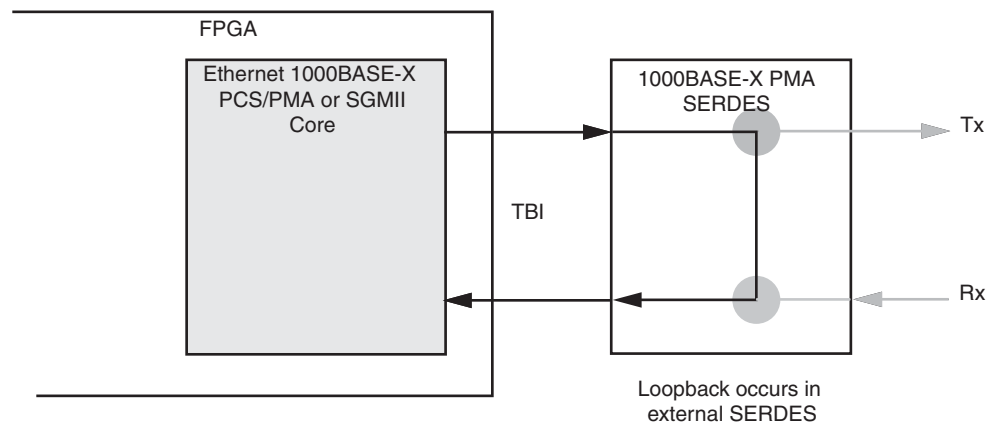 FPGA
Ethernet 1000BASE-X
PCS/PMA or SGMII
Core
1000BASE-X PMA
SERDES
Tx
TBI
Rx
Loopback occurs in
external SERDES